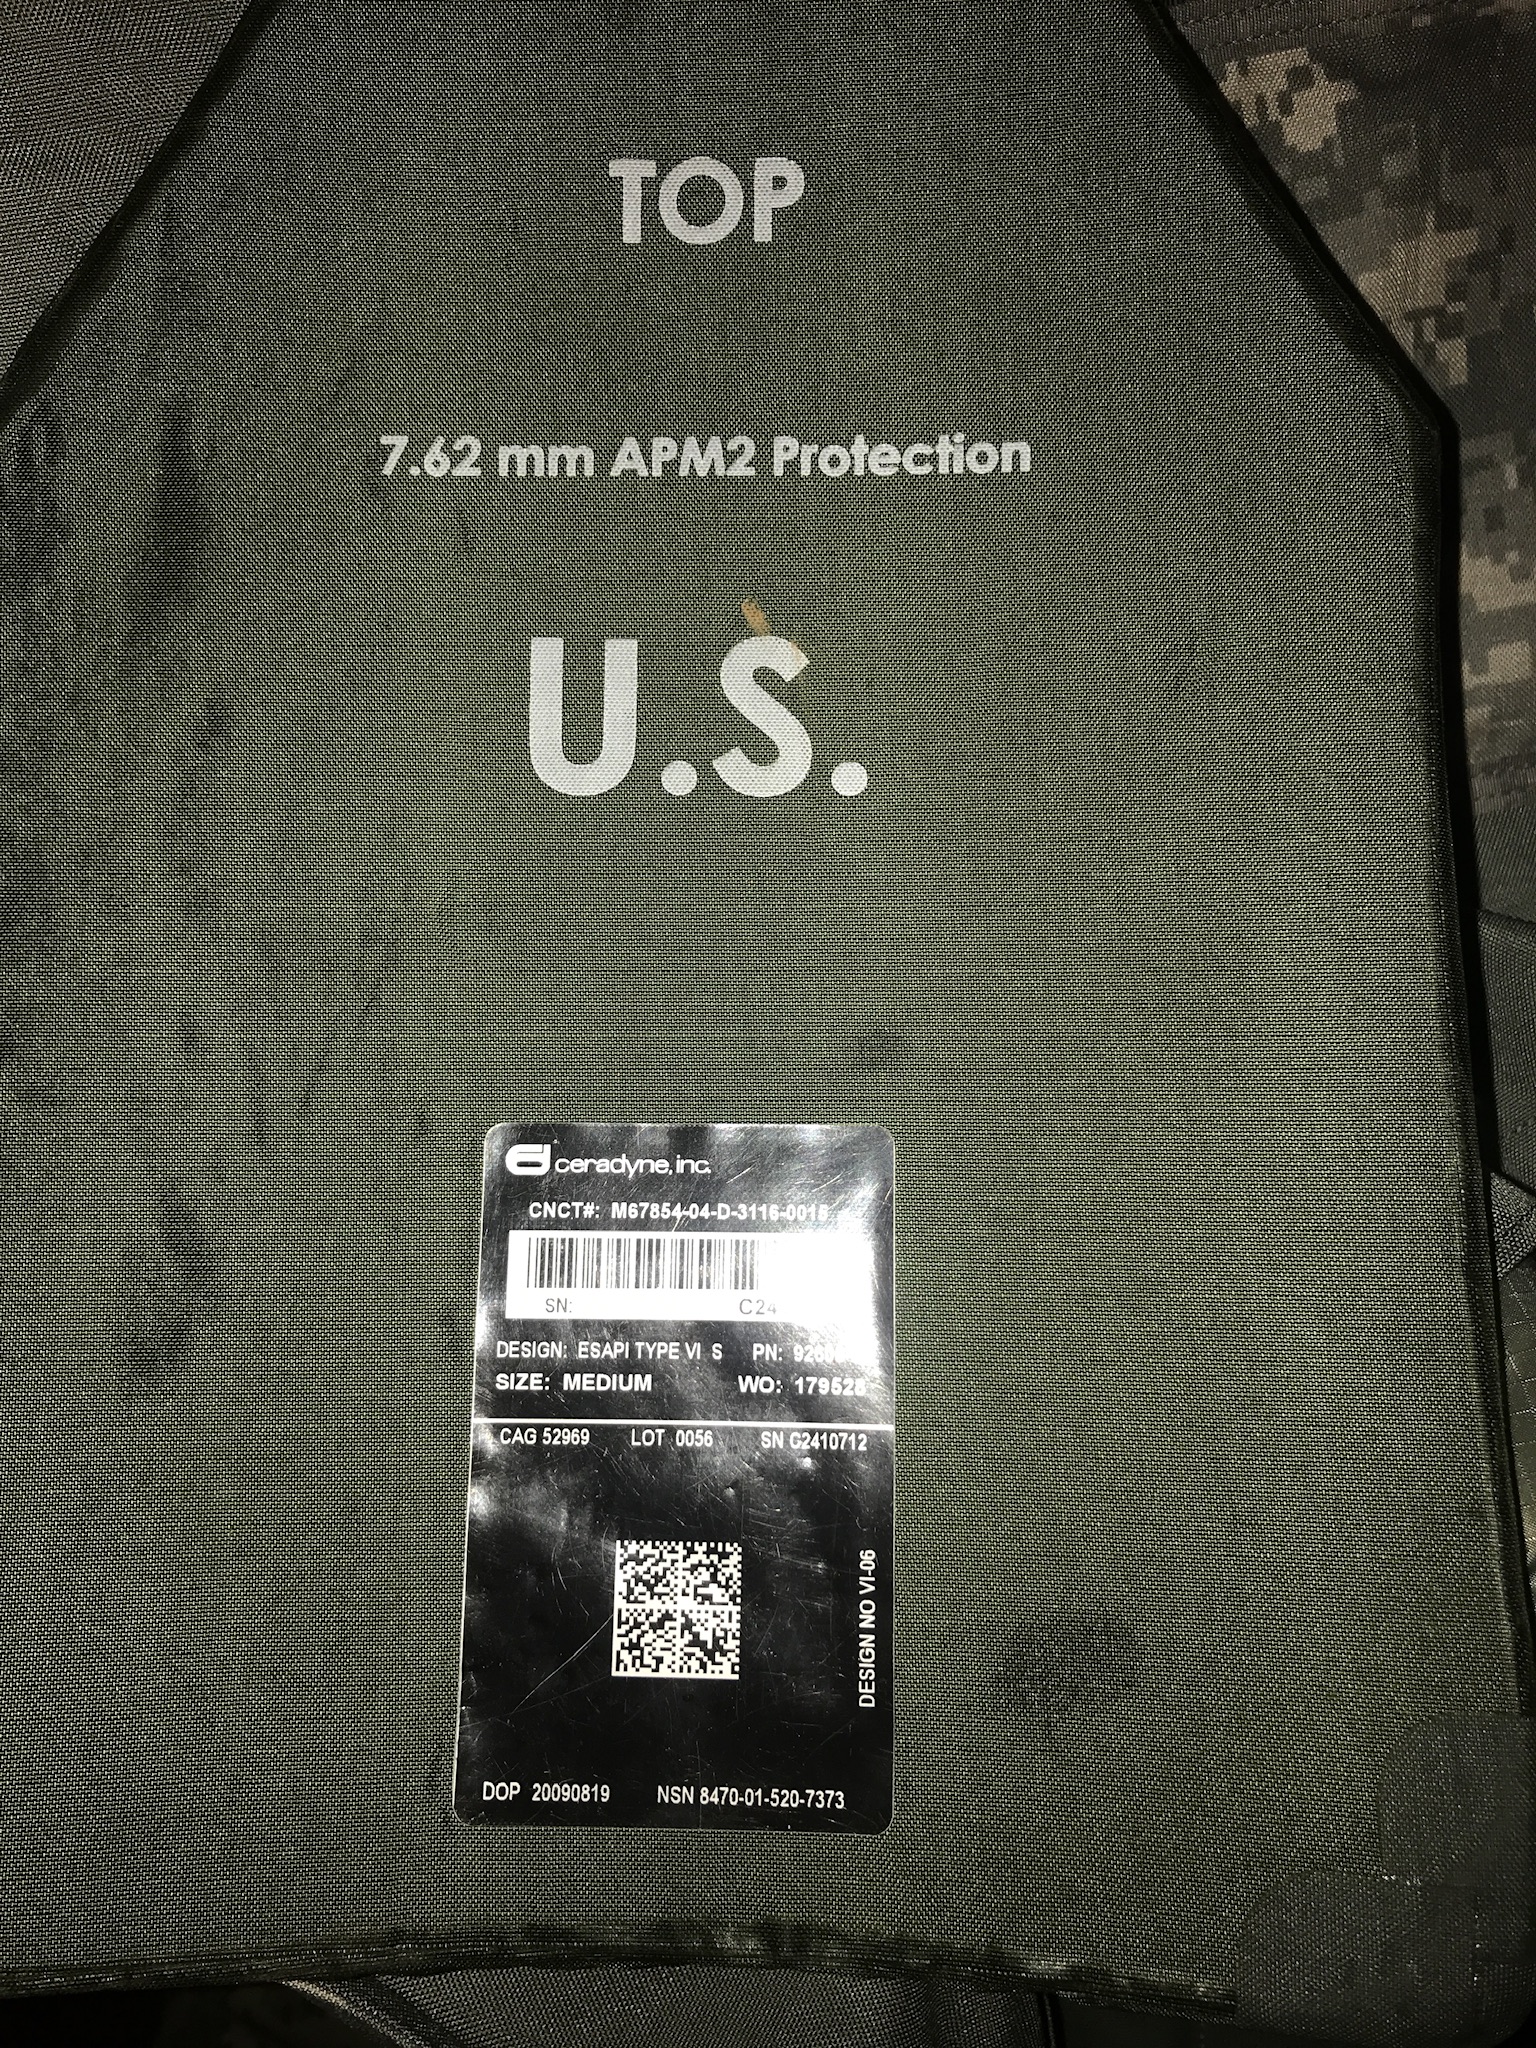 TOP
7.62 mm APM2 Protection
U.S.
ceradyne, inc.
CNCT#: M67854-04-D-3116-0015
SN: C24
DESIGN: ESAPI TYPE VI S PN:
SIZE: MEDIUM WO: 179528
CAG 52969 LOT 0056 SN C2410712
DESIGN NO VI-06
DOP 20090819 NSN 8470-01-520-7373